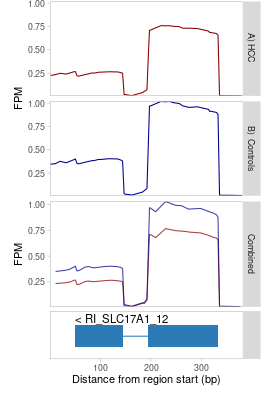 1.00
0.75
0.50
0.25
FPM
A) HCC
1.00
0.75
0.50
0.25
B) Controls
1.00
0.75
0.50
0.25
FPM
Combined
< RI_SLC17A1_12
100
200
300
Distance from region start (bp)